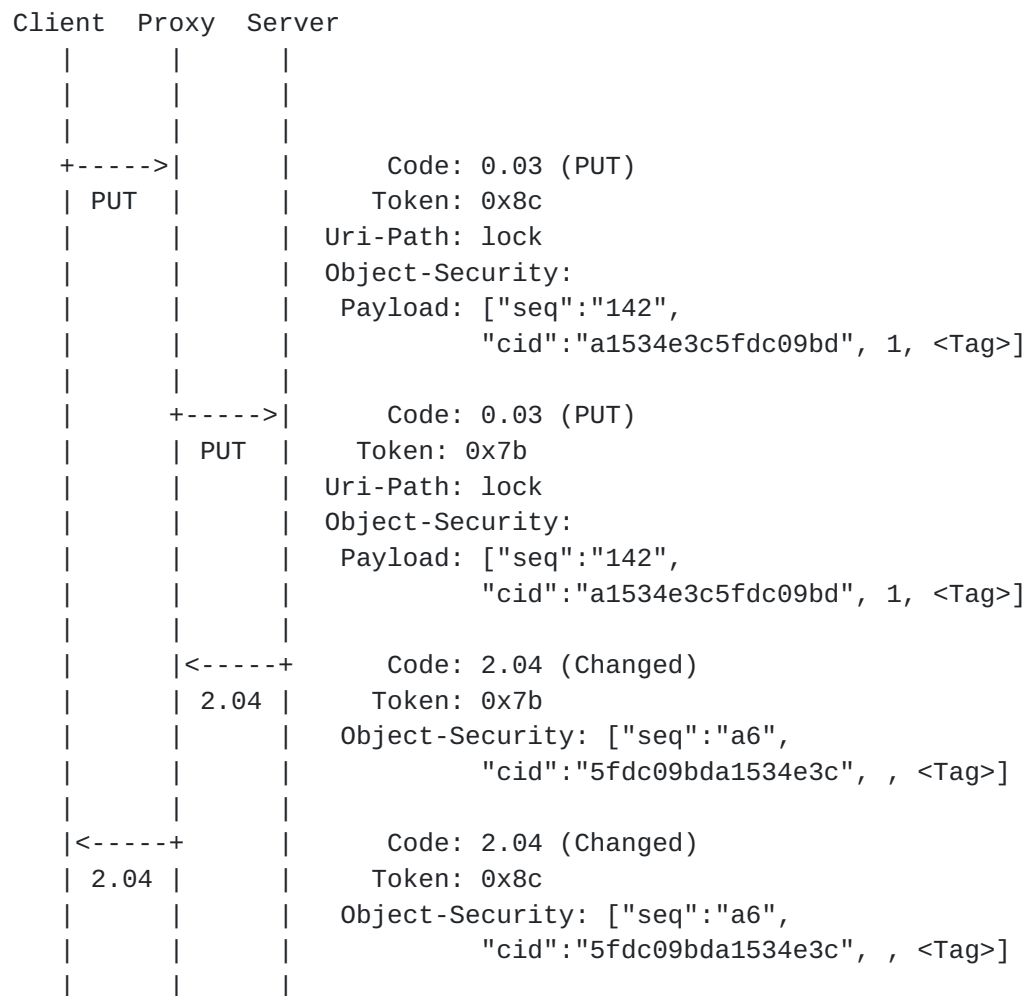 Client  Proxy  Server
   |      |      |
   |      |      |
   |      |      |
   +----->|      |      Code: 0.03 (PUT)
   | PUT  |      |     Token: 0x8c
   |      |      |  Uri-Path: lock
   |      |      |  Object-Security:
   |      |      |   Payload: ["seq":"142",
   |      |      |            "cid":"a1534e3c5fdc09bd", 1, <Tag>]
   |      |      |
   |      +----->|      Code: 0.03 (PUT)
   |      | PUT  |    Token: 0x7b
   |      |      |  Uri-Path: lock
   |      |      |  Object-Security:
   |      |      |   Payload: ["seq":"142",
   |      |      |            "cid":"a1534e3c5fdc09bd", 1, <Tag>]
   |      |      |
   |      |<-----+      Code: 2.04 (Changed)
   |      | 2.04 |     Token: 0x7b
   |      |      |   Object-Security: ["seq":"a6",
   |      |      |            "cid":"5fdc09bda1534e3c", , <Tag>]
   |      |      |
   |<-----+      |      Code: 2.04 (Changed)
   | 2.04 |      |     Token: 0x8c
   |      |      |   Object-Security: ["seq":"a6",
   |      |      |            "cid":"5fdc09bda1534e3c", , <Tag>]
   |      |      |